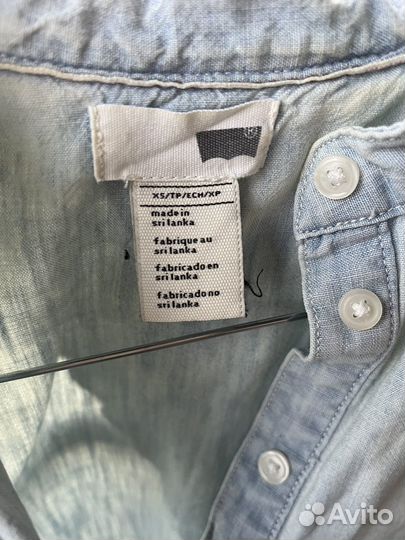 ®
XS/TP/ECH/XP
made in
sri lanka
fabrique au
sri lanka
fabricado en
sri lanka
fabricado no
sri lanka
Avito